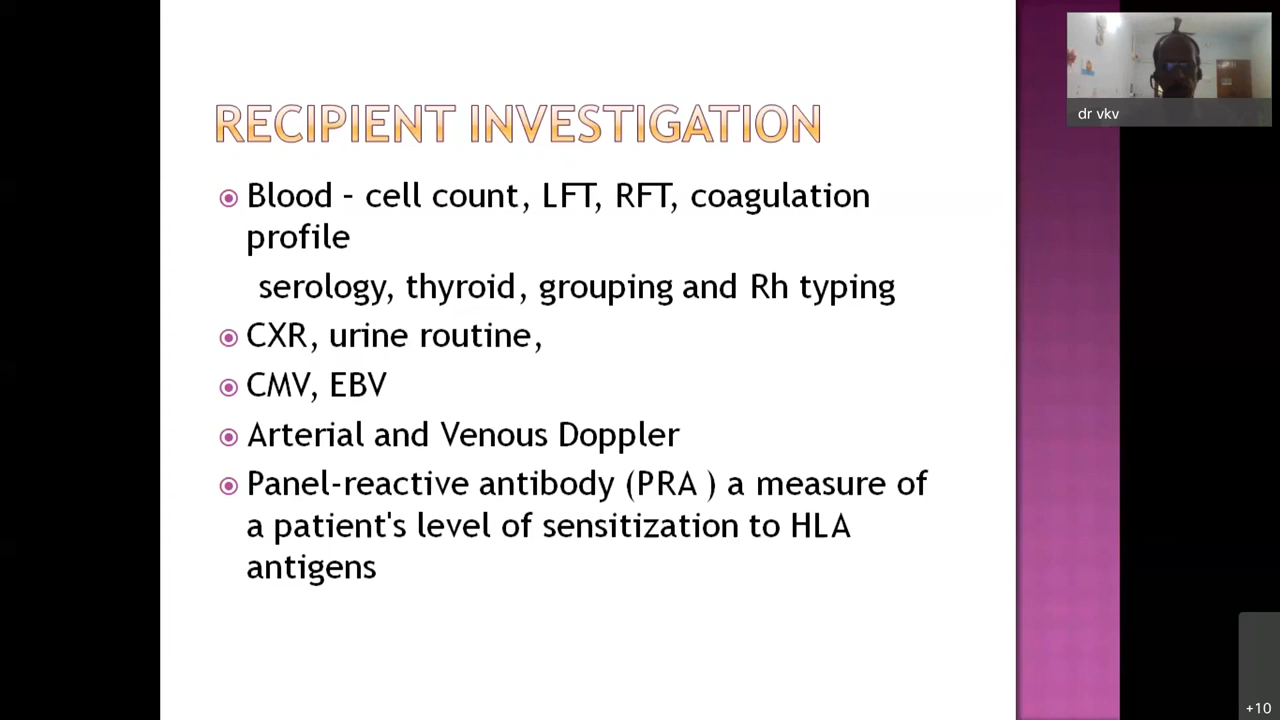 RECIPIENT INVESTIGATION
Blood - cell count, LFT, RFT, coagulation
profile
serology, thyroid, grouping and Rh typing
CXR, urine routine,
CMV, EBV
Arterial and Venous Doppler
Panel-reactive antibody (PRA ) a measure of
a patient's level of sensitization to HLA
antigens
dr vkv
+10